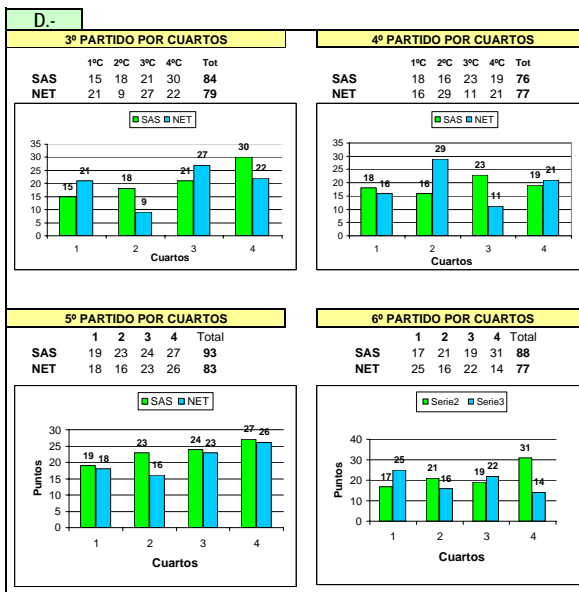 D.-
3º PARTIDO POR CUARTOS
1ºC 2ºC 3ºC 4ºC Tot
SAS 15 18 21 30 84
NET 21 9 27 22 79
SAS NET
35
30
25
20
15
10
5
0
15 21 18 9 21 27 30 22
1 2 3 4
Cuartos
4º PARTIDO POR CUARTOS
1ºC 2ºC 3ºC 4ºC Tot
SAS 18 16 23 19 76
NET 16 29 11 21 77
SAS NET
35
30
25
20
15
10
5
0
18 16 16 29 23 11 19 21
1 2 3 4
Cuartos
5º PARTIDO POR CUARTOS
1 2 3 4 Total
SAS 19 23 24 27 93
NET 18 16 23 26 83
SAS NET
Puntos
30
25
20
15
10
5
0
19 18 23 16 24 23 27 26
1 2 3 4
Cuartos
6º PARTIDO POR CUARTOS
1 2 3 4 Total
SAS 17 21 19 31 88
NET 25 16 22 14 77
Serie2 Serie3
Puntos
40
30
20
10
0
17 25 21 16 19 22 31 14
1 2 3 4
Cuartos